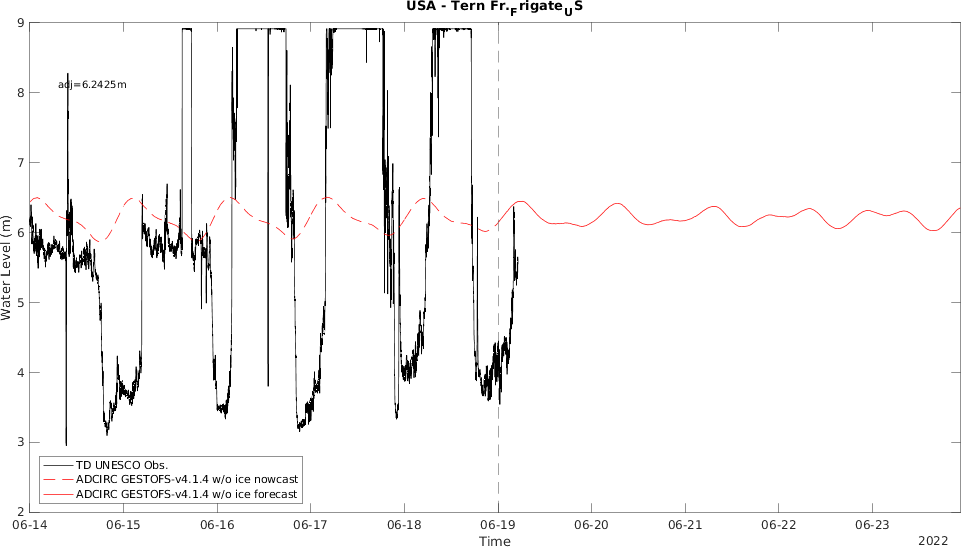 USA - Tern Fr.FrigateUS
9
8
7
6
5
4
3
2
adj=6.2425m
Water Level (m)
TD UNESCO Obs.
ADCIRC GESTOFS-v4.1.4 w/o ice nowcast
ADCIRC GESTOFS-v4.1.4 w/o ice forecast
06-14 06-15 06-16 06-17 06-18 06-19 06-20 06-21 06-22 06-23
Time
2022